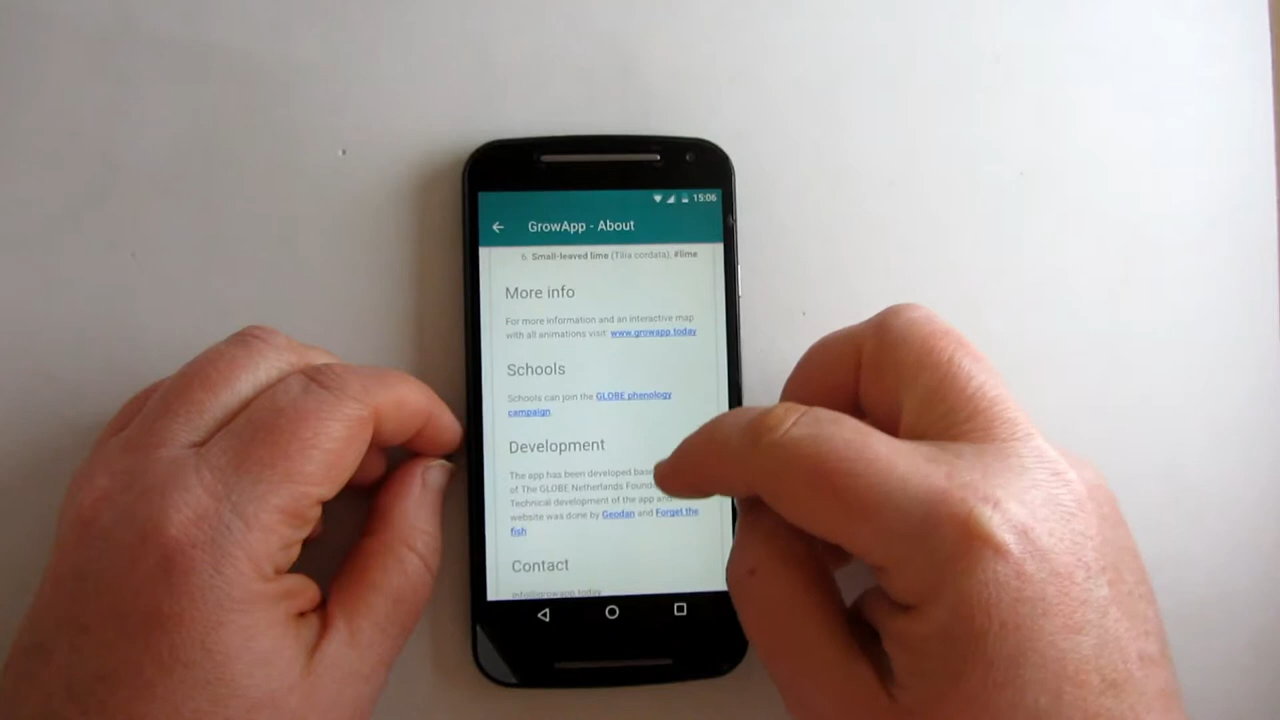 15:06
GrowApp - About
6. Small-leaved lime (Tilia cordata), #lime
More info
For more information and an interactive map
with all animations visit: www.growapp.today
Schools
Schools can join the GLOBE phenology
campaign.
Development
The app has been developed
of The GLOBE Netherlands
Technical development of the app and
website was done by Geodan and Forget the
fish
Contact
info@growapp.today